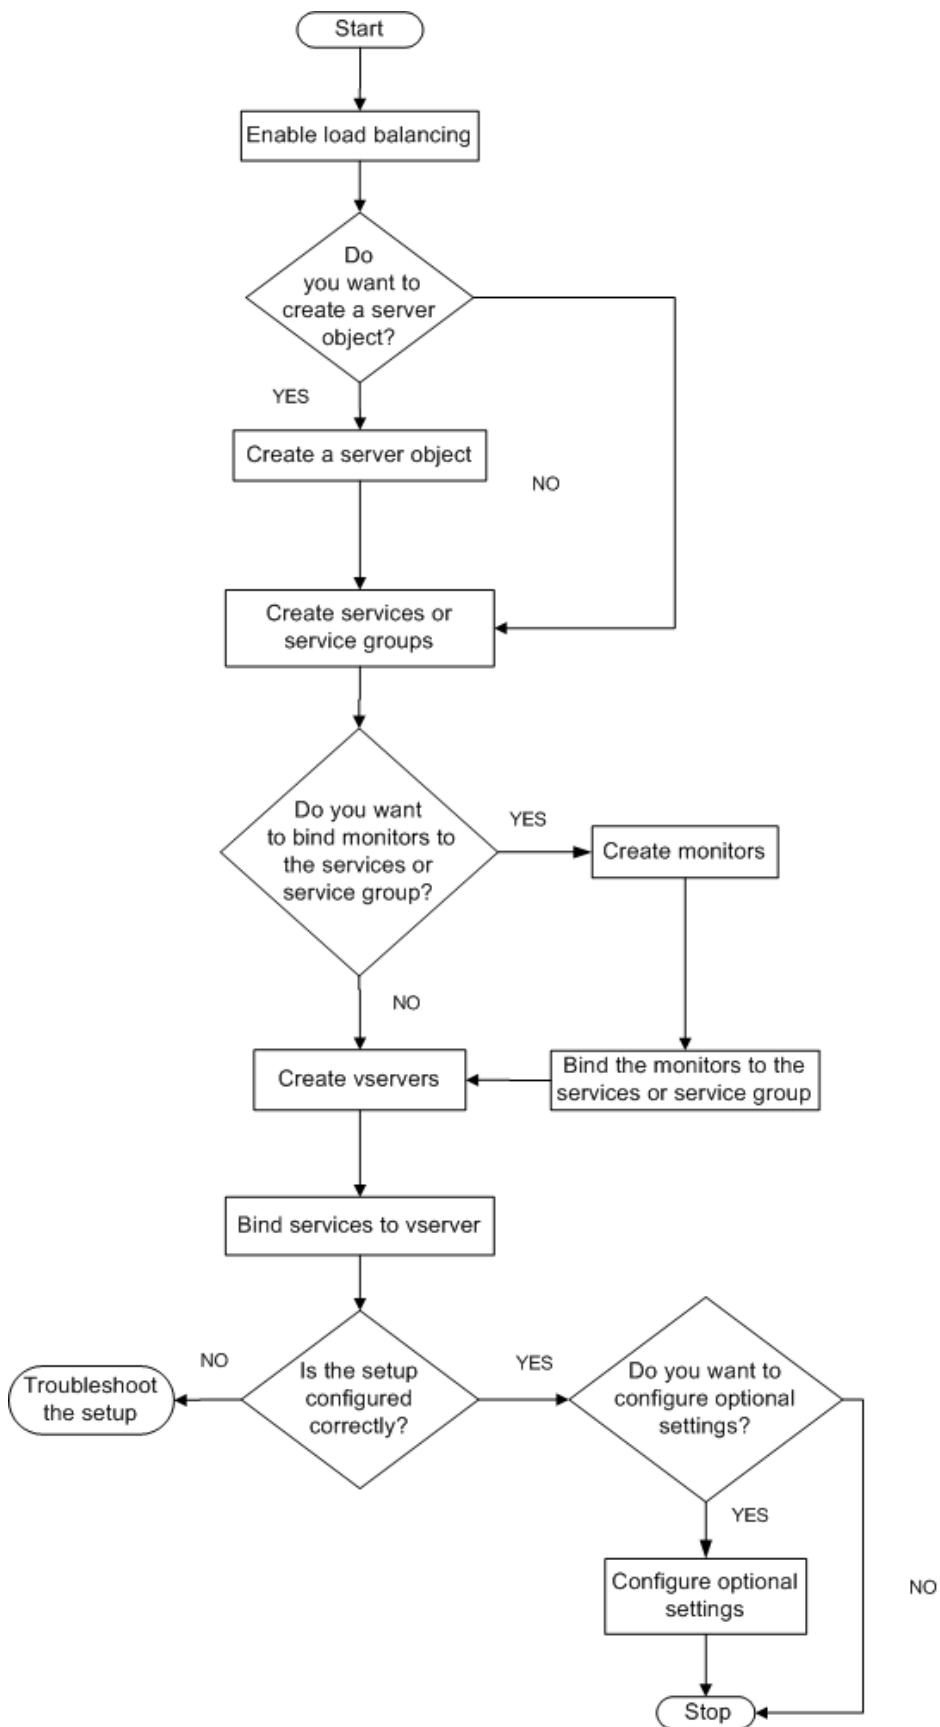 Start
Enable load balancing
Do
you want to
create a server
object?
YES
Create a server object
NO
Create services or
service groups
Do you want
to bind monitors to
the services or
service group?
YES
Create monitors
NO
Bind the monitors to the
services or service group
Create vservers
Bind services to vserver
Is the setup
configured
correctly?
NO
Troubleshoot
the setup
YES
Do you want to
configure optional
settings?
YES
Configure optional
settings
NO
Stop